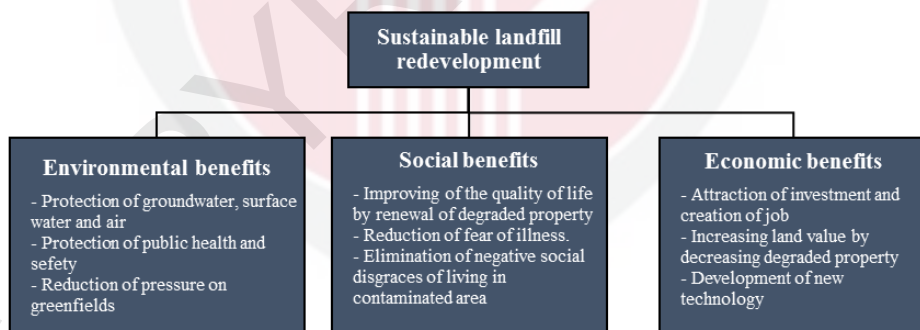 Sustainable landfill
redevelopment
Environmental benefits
- Protection of groundwater, surface
water and air
- Protection of public health and
sefety
- Reduction of pressure on
greenfields
Social benefits
- Improving of the quality of life
by renewal of degraded property
- Reduction of fear of illness.
- Elimination of negative social
disgraces of living in
contaminated area
Economic benefits
- Attraction of investment and
creation of job
- Increasing land value by
decreasing degraded property
- Development of new
technology